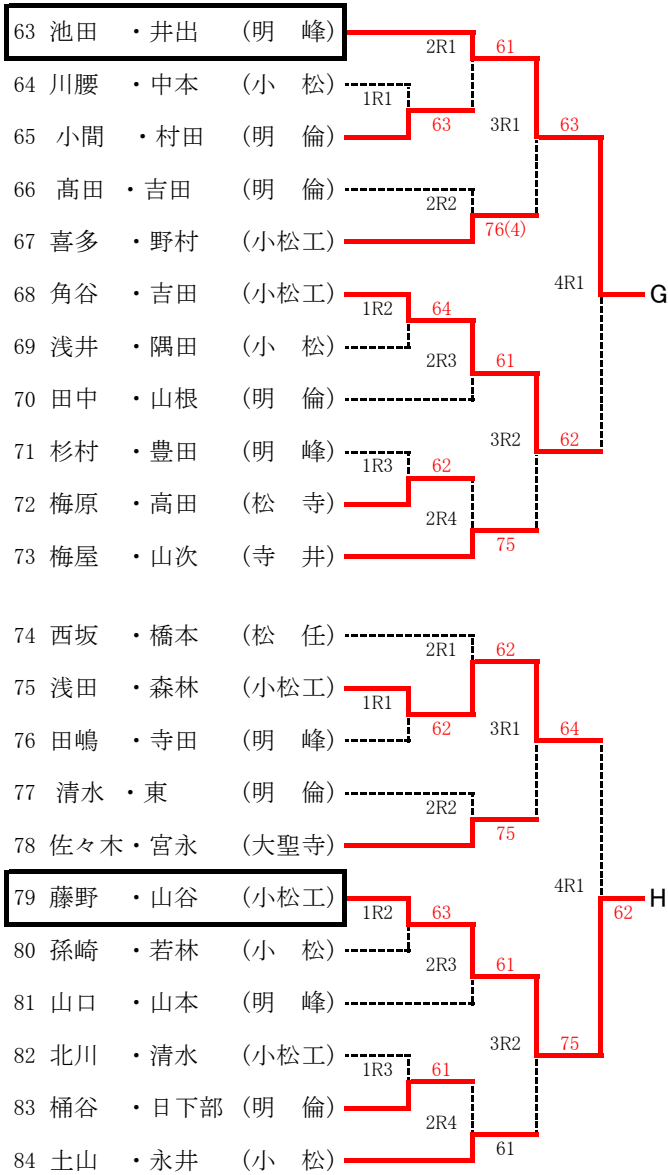 63 池田 ・井出 (明 峰)
2R1 61
64 川腰 ・中本 (小 松)
1R1
65 小間 ・村田 (明 倫)
63 3R1 63
66 髙田 ・吉田 (明 倫)
2R2
76(4)
67 喜多 ・野村 (小松工)
4R1 G
68 角谷 ・吉田 (小松工)
1R2 64
69 浅井 ・隅田 (小 松)
2R3 61
70 田中 ・山根 (明 倫)
3R2 62
71 杉村 ・豊田 (明 峰)
1R3 62
72 梅原 ・高田 (松 寺)
2R4
75
73 梅屋 ・山次 (寺 井)
74 西坂 ・橋本 (松 任)
2R1 62
75 浅田 ・森林 (小松工)
1R1
62 3R1 64
76 田嶋 ・寺田 (明 峰)
77 清水 ・東 (明 倫)
2R2
75
78 佐々木・宮永 (大聖寺)
4R1 H
62
79 藤野 ・山谷 (小松工)
1R2 63
80 孫崎 ・若林 (小 松)
2R3 61
81 山口 ・山本 (明 峰)
3R2 75
82 北川 ・清水 (小松工)
1R3 61
83 桶谷 ・日下部 (明 倫)
2R4
61
84 土山 ・永井 (小 松)